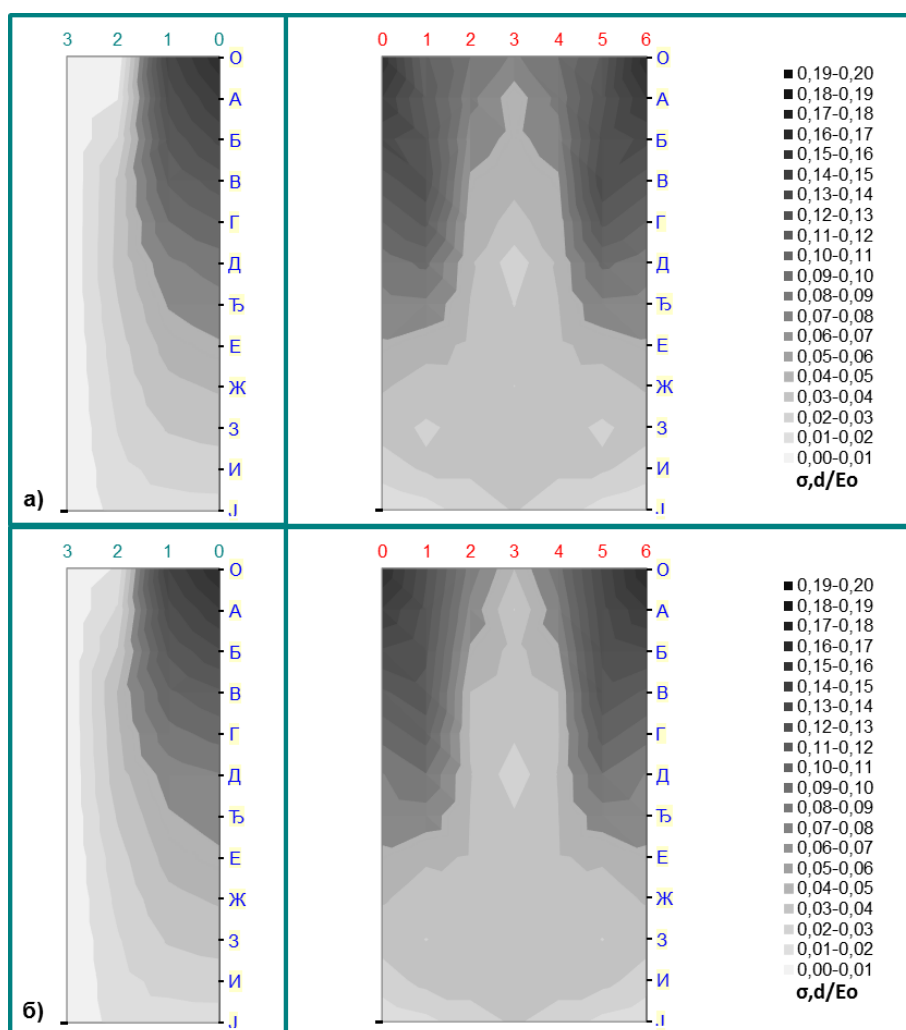 3 2 1 0
0 1 2 3 4 5 6
О
А
Б
В
Г
Д
Ђ
Е
Ж
З
И
Ј
О
А
Б
В
Г
Д
Ђ
Е
Ж
З
И
Ј
0,19-0,20
0,18-0,19
0,17-0,18
0,16-0,17
0,15-0,16
0,14-0,15
0,13-0,14
0,12-0,13
0,11-0,12
0,10-0,11
0,09-0,10
0,08-0,09
0,07-0,08
0,06-0,07
0,05-0,06
0,04-0,05
0,03-0,04
0,02-0,03
0,01-0,02
0,00-0,01
σ,d/Eo
а)
3 2 1 0
0 1 2 3 4 5 6
О
А
Б
В
Г
Д
Ђ
Е
Ж
З
И
Ј
О
А
Б
В
Г
Д
Ђ
Е
Ж
З
И
Ј
0,19-0,20
0,18-0,19
0,17-0,18
0,16-0,17
0,15-0,16
0,14-0,15
0,13-0,14
0,12-0,13
0,11-0,12
0,10-0,11
0,09-0,10
0,08-0,09
0,07-0,08
0,06-0,07
0,05-0,06
0,04-0,05
0,03-0,04
0,02-0,03
0,01-0,02
0,00-0,01
σ,d/Eo
б)